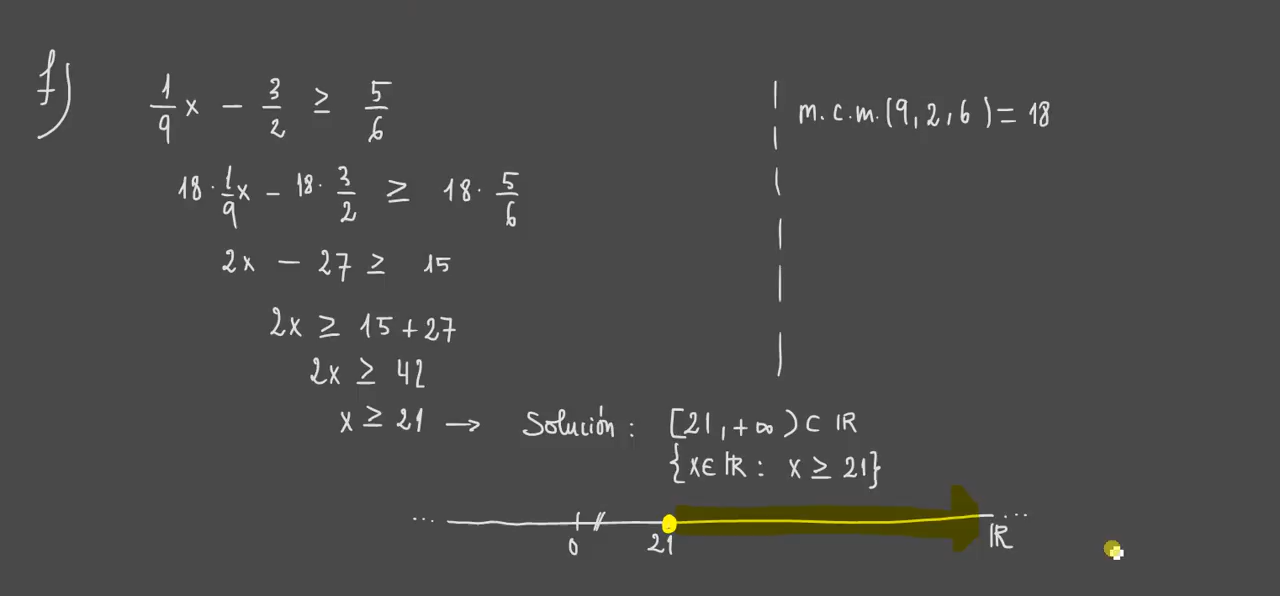 f)
1/9 x - 3/2 ≥ 5/6
m.c.m.(9, 2, 6) = 18
18 · 1/9 x - 18 · 3/2 ≥ 18 · 5/6
2x - 27 ≥ 15
2x ≥ 15 + 27
2x ≥ 42
x ≥ 21 → Solución: [21, +∞) ⊂ ℝ
{x ∈ ℝ : x ≥ 21}
... 0 21 ℝ ...